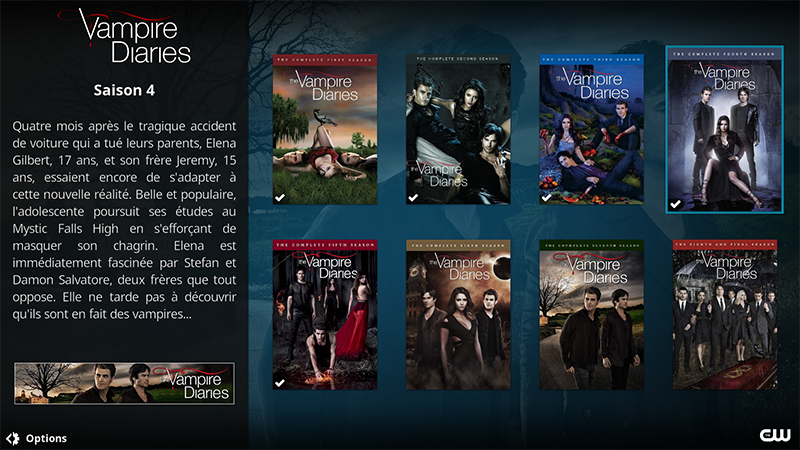 Vampire
Diaries
Saison 4
Quatre mois après le tragique accident
de voiture qui a tué leurs parents, Elena
Gilbert, 17 ans, et son frère Jeremy, 15
ans, essaient encore de s'adapter à
cette nouvelle réalité. Belle et populaire,
l'adolescente poursuit ses études au
Mystic Falls High en s'efforçant de
masquer son chagrin. Elena est
immédiatement fascinée par Stefan et
Damon Salvatore, deux frères que tout
oppose. Elle ne tarde pas à découvrir
qu'ils sont en fait des vampires...
the Vampire
Diaries
Options
THE COMPLETE FIRST SEASON
the Vampire
Diaries
THE COMPLETE SECOND SEASON
the Vampire
Diaries
THE COMPLETE THIRD SEASON
the Vampire
Diaries
THE COMPLETE FOURTH SEASON
the Vampire
Diaries
THE COMPLETE FIFTH SEASON
the Vampire
Diaries
THE COMPLETE SIXTH SEASON
the Vampire
Diaries
THE COMPLETE SEVENTH SEASON
the Vampire
Diaries
THE EIGHTH AND FINAL SEASON
the Vampire
Diaries
CW